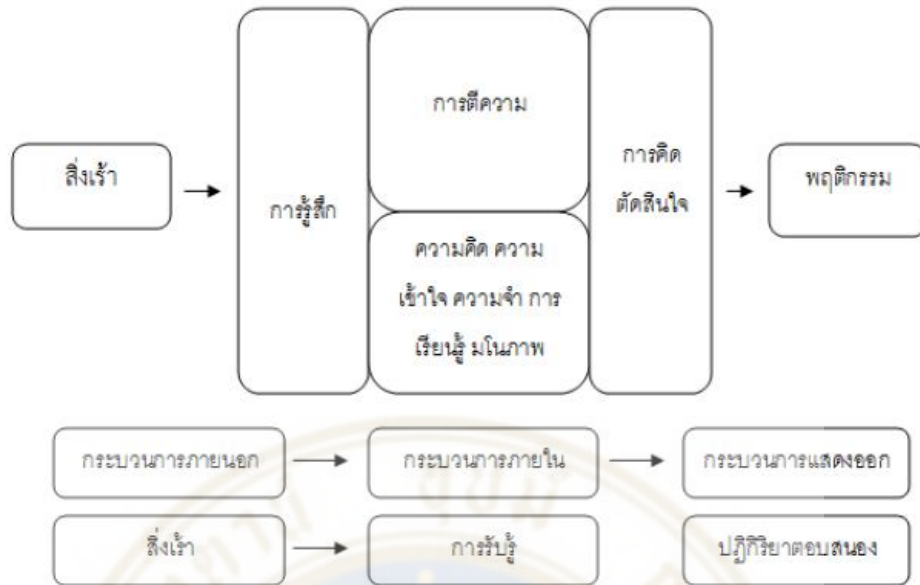 สิ่งเร้า
การรู้สึก
การตีความ
ความคิด ความ
เข้าใจ ความจำ การ
เรียนรู้ มโนภาพ
การคิด
ตัดสินใจ
พฤติกรรม
กระบวนการภายนอก
กระบวนการภายใน
กระบวนการแสดงออก
สิ่งเร้า
การรับรู้
ปฏิกิริยาตอบสนอง